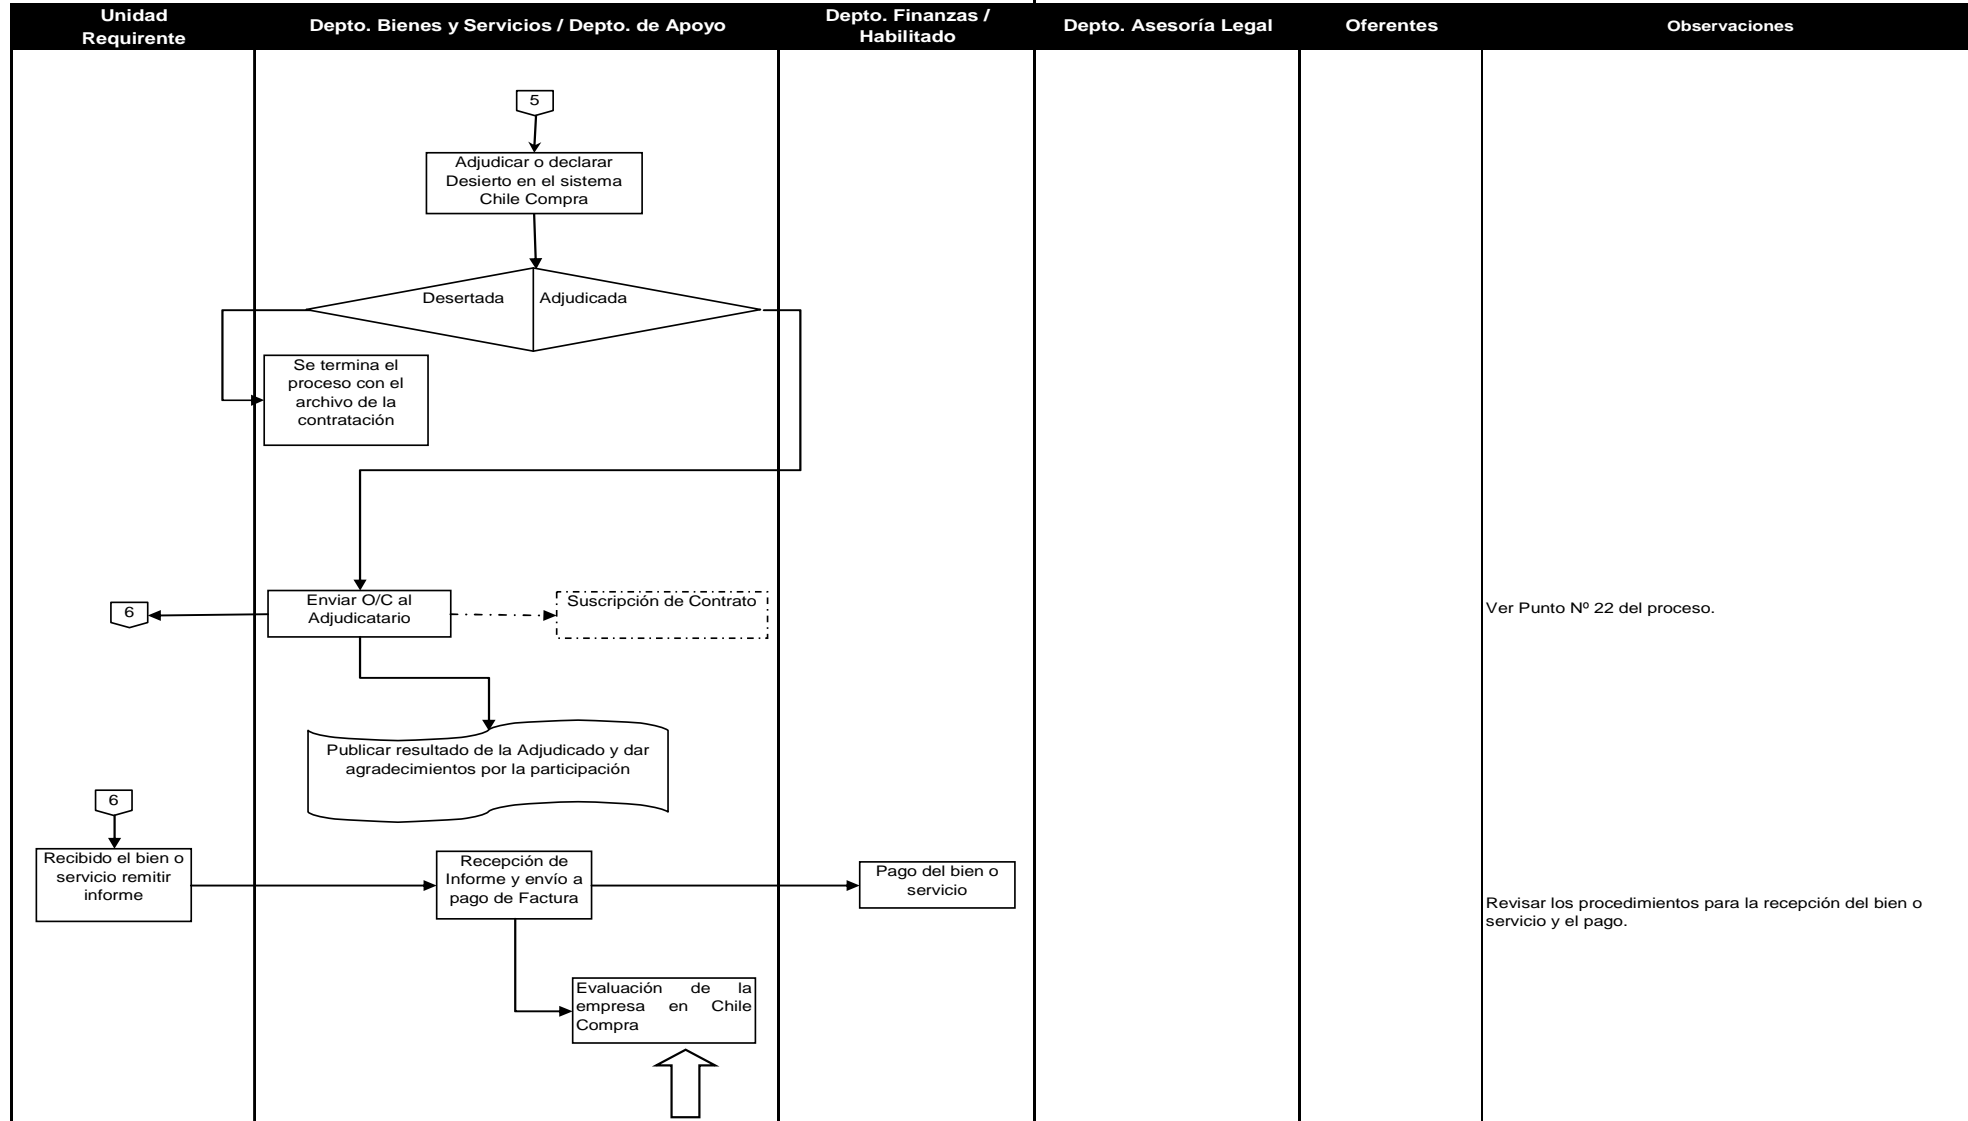 Unidad
Requirente
Depto. Bienes y Servicios / Depto. de Apoyo
Depto. Finanzas /
Habilitado
Depto. Asesoría Legal
Oferentes
Observaciones
5
Adjudicar o declarar
Desierto en el sistema
Chile Compra
Desertada
Adjudicada
Se termina el
proceso con el
archivo de la
contratación
6
Enviar O/C al
Adjudicatario
Suscripción de Contrato
Ver Punto Nº 22 del proceso.
Publicar resultado de la Adjudicado y dar
agradecimientos por la participación
6
Recibido el bien o
servicio remitir
informe
Recepción de
Informe y envío a
pago de Factura
Pago del bien o
servicio
Revisar los procedimientos para la recepción del bien o
servicio y el pago.
Evaluación de la
empresa en Chile
Compra